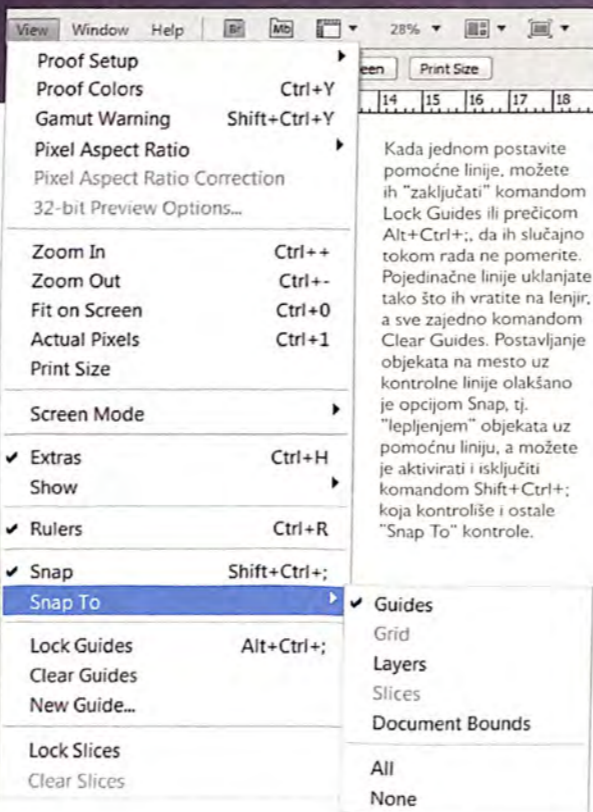 View Window Help Br Mb 28%
een Print Size
14 15 16 17 18
Proof Setup
Proof Colors Ctrl+Y
Gamut Warning Shift+Ctrl+Y
Pixel Aspect Ratio
Pixel Aspect Ratio Correction
32-bit Preview Options...
Zoom In Ctrl++
Zoom Out Ctrl+-
Fit on Screen Ctrl+0
Actual Pixels Ctrl+1
Print Size
Screen Mode
Extras Ctrl+H
Show
Rulers Ctrl+R
Snap Shift+Ctrl+;
Snap To
Lock Guides Alt+Ctrl+;
Clear Guides
New Guide...
Lock Slices
Clear Slices
Guides
Grid
Layers
Slices
Document Bounds
All
None
Kada jednom postavite
pomoćne linije, možete
ih "zaključati" komandom
Lock Guides ili prečicom
Alt+Ctrl+;, da ih slučajno
tokom rada ne pomerite.
Pojedinačne linije uklanjate
tako što ih vratite na lenjir,
a sve zajedno komandom
Clear Guides. Postavljanje
objekata na mesto uz
kontrolne linije olakšano
je opcijom Snap, tj.
"lepljenjem" objekata uz
pomoćnu liniju, a možete
je aktivirati i isključiti
komandom Shift+Ctrl+;
koja kontroliše i ostale
"Snap To" kontrole.